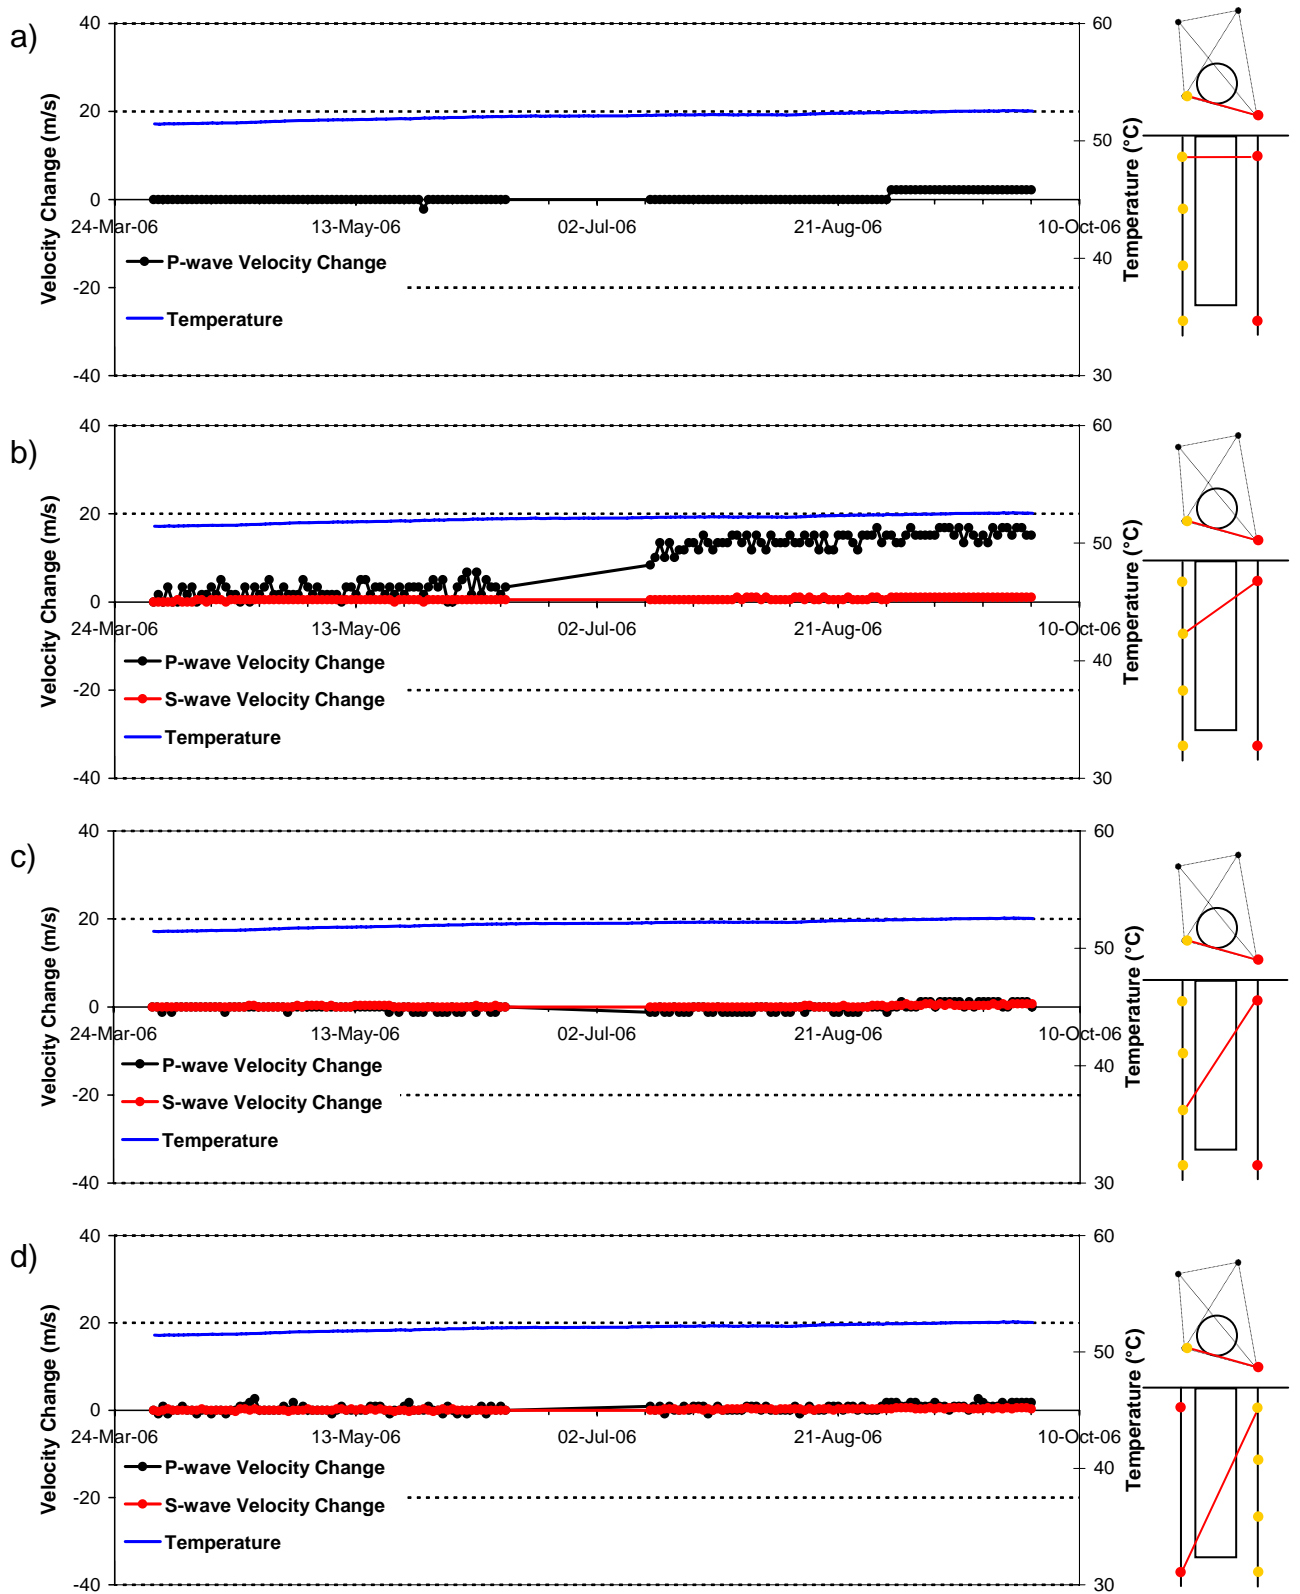 a)
40
20
0
-20
-40
Velocity Change (m/s)
24-Mar-06 13-May-06 02-Jul-06 21-Aug-06 10-Oct-06
P-wave Velocity Change
Temperature
60
50
40
30
Temperature (°C)
b)
40
20
0
-20
-40
Velocity Change (m/s)
24-Mar-06 13-May-06 02-Jul-06 21-Aug-06 10-Oct-06
P-wave Velocity Change
S-wave Velocity Change
Temperature
60
50
40
30
Temperature (°C)
c)
40
20
0
-20
-40
Velocity Change (m/s)
24-Mar-06 13-May-06 02-Jul-06 21-Aug-06 10-Oct-06
P-wave Velocity Change
S-wave Velocity Change
Temperature
60
50
40
30
Temperature (°C)
d)
40
20
0
-20
-40
Velocity Change (m/s)
24-Mar-06 13-May-06 02-Jul-06 21-Aug-06 10-Oct-06
P-wave Velocity Change
S-wave Velocity Change
Temperature
60
50
40
30
Temperature (°C)